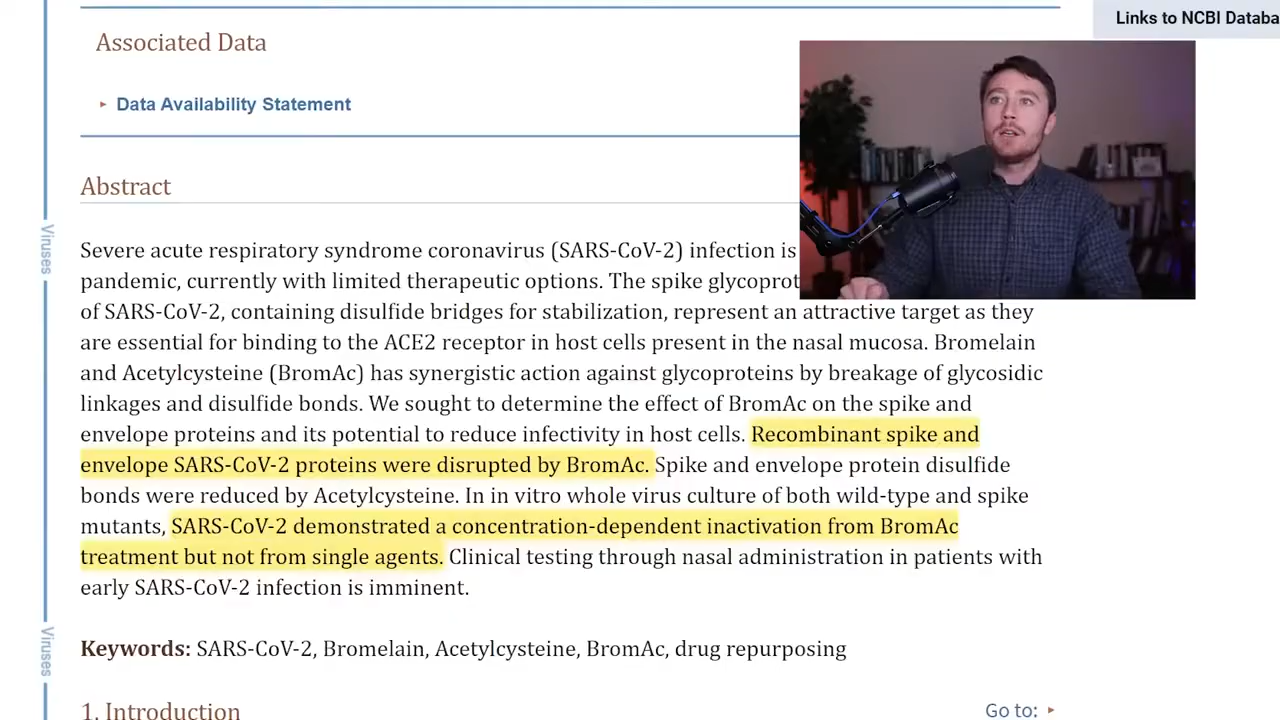 Links to NCBI Databa
Associated Data
Data Availability Statement
Abstract
Viruses
Severe acute respiratory syndrome coronavirus (SARS-CoV-2) infection is
pandemic, currently with limited therapeutic options. The spike glycoprot
of SARS-CoV-2, containing disulfide bridges for stabilization, represent an attractive target as they
are essential for binding to the ACE2 receptor in host cells present in the nasal mucosa. Bromelain
and Acetylcysteine (BromAc) has synergistic action against glycoproteins by breakage of glycosidic
linkages and disulfide bonds. We sought to determine the effect of BromAc on the spike and
envelope proteins and its potential to reduce infectivity in host cells. Recombinant spike and
envelope SARS-CoV-2 proteins were disrupted by BromAc. Spike and envelope protein disulfide
bonds were reduced by Acetylcysteine. In in vitro whole virus culture of both wild-type and spike
mutants, SARS-CoV-2 demonstrated a concentration-dependent inactivation from BromAc
treatment but not from single agents. Clinical testing through nasal administration in patients with
early SARS-CoV-2 infection is imminent.
Viruses
Keywords: SARS-CoV-2, Bromelain, Acetylcysteine, BromAc, drug repurposing
1. Introduction
Go to: